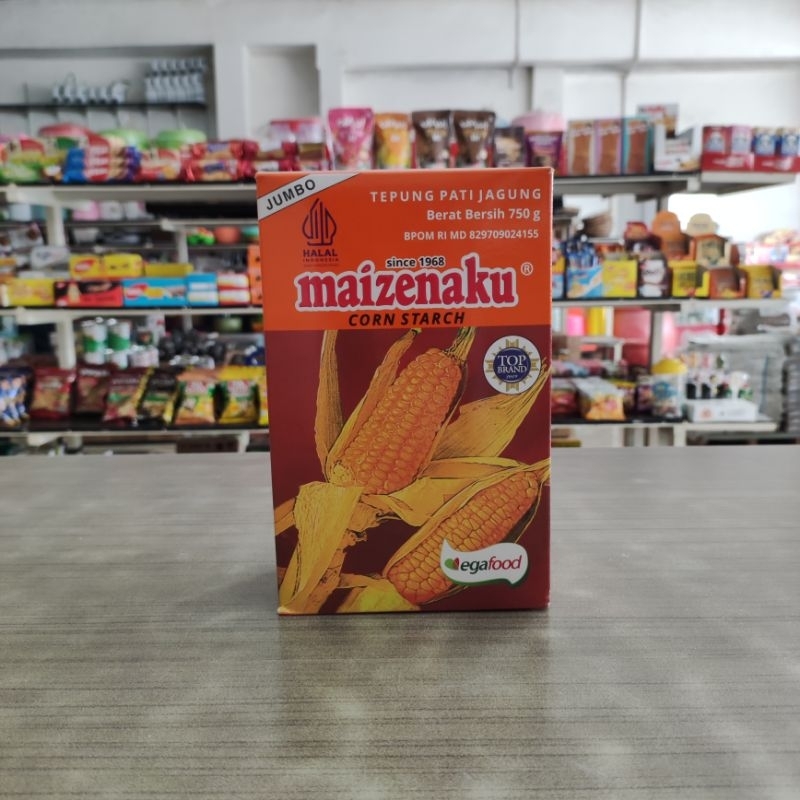 JUMBO
TEPUNG PATI JAGUNG
Berat Bersih 750 g
BPOM RI MD 829709024155
HALAL
INDONESIA
since 1968
maizenaku ®
CORN STARCH
TOP
BRAND
egafood